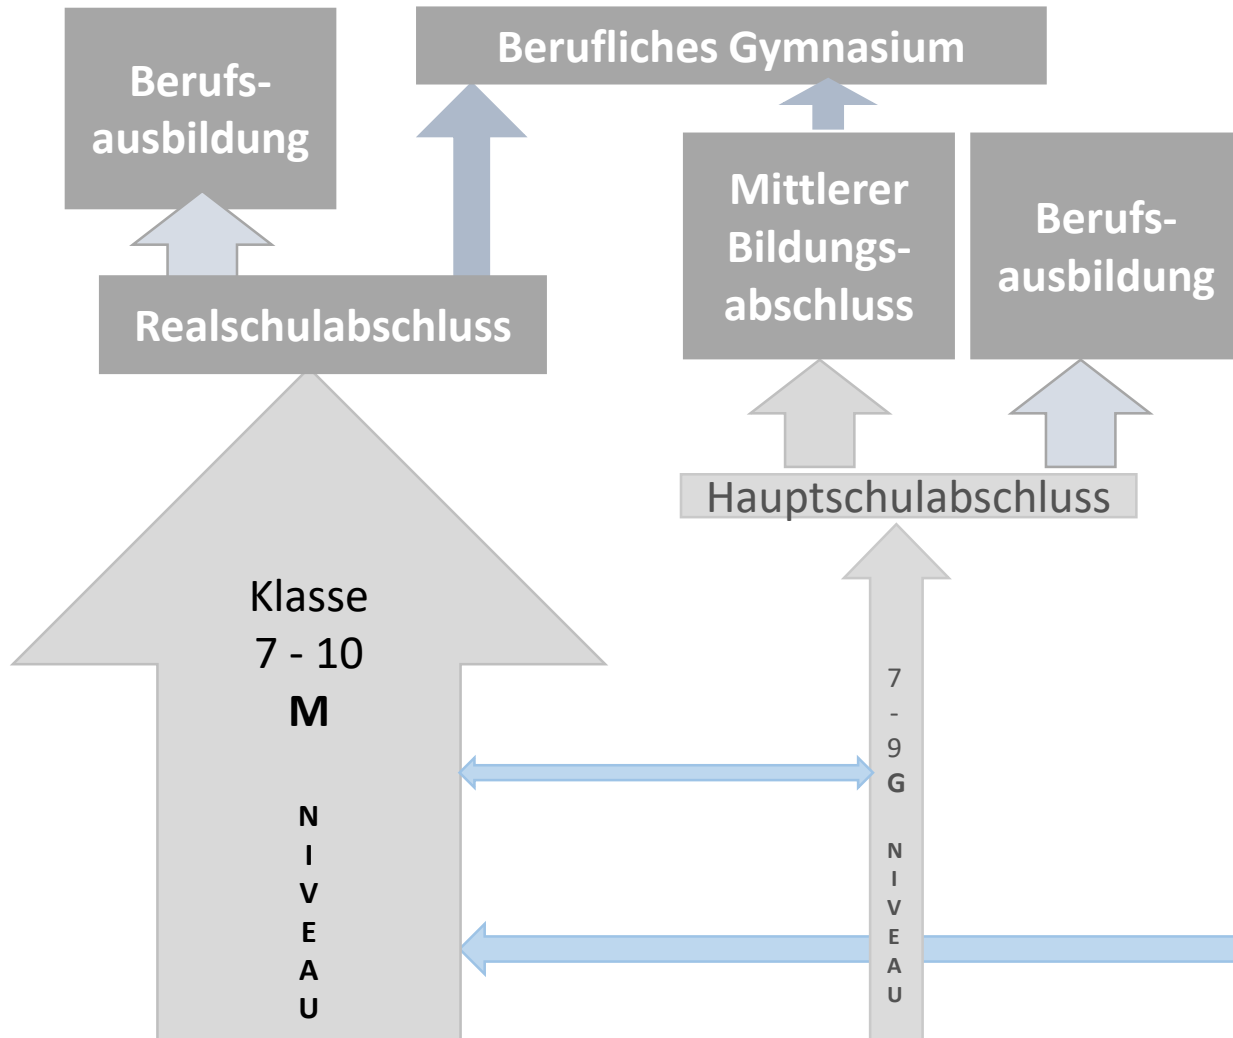 Berufs-
ausbildung
Berufliches Gymnasium
Mittlerer
Bildungs-
abschluss
Berufs-
ausbildung
Realschulabschluss
Hauptschulabschluss
Klasse
7 - 10
M
N
I
V
E
A
U
7
-
9
G
N
I
V
E
A
U